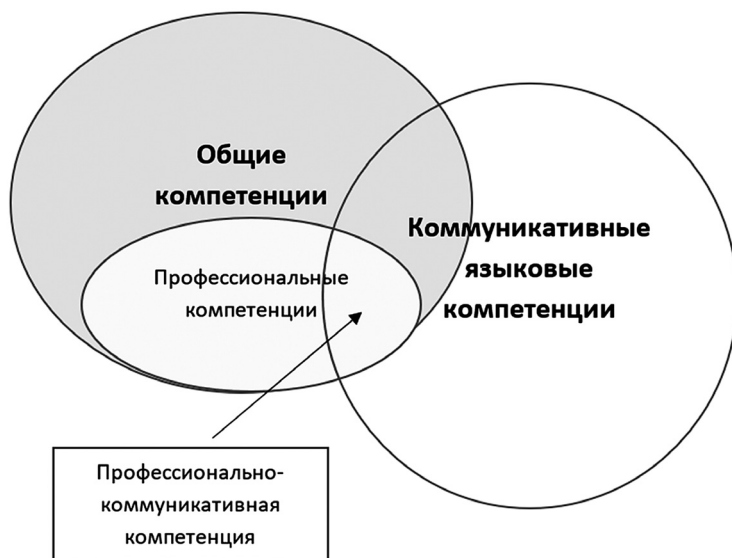 Общие
компетенции
Коммуникативные
языковые
компетенции
Профессиональные
компетенции
Профессионально-
коммуникативная
компетенция